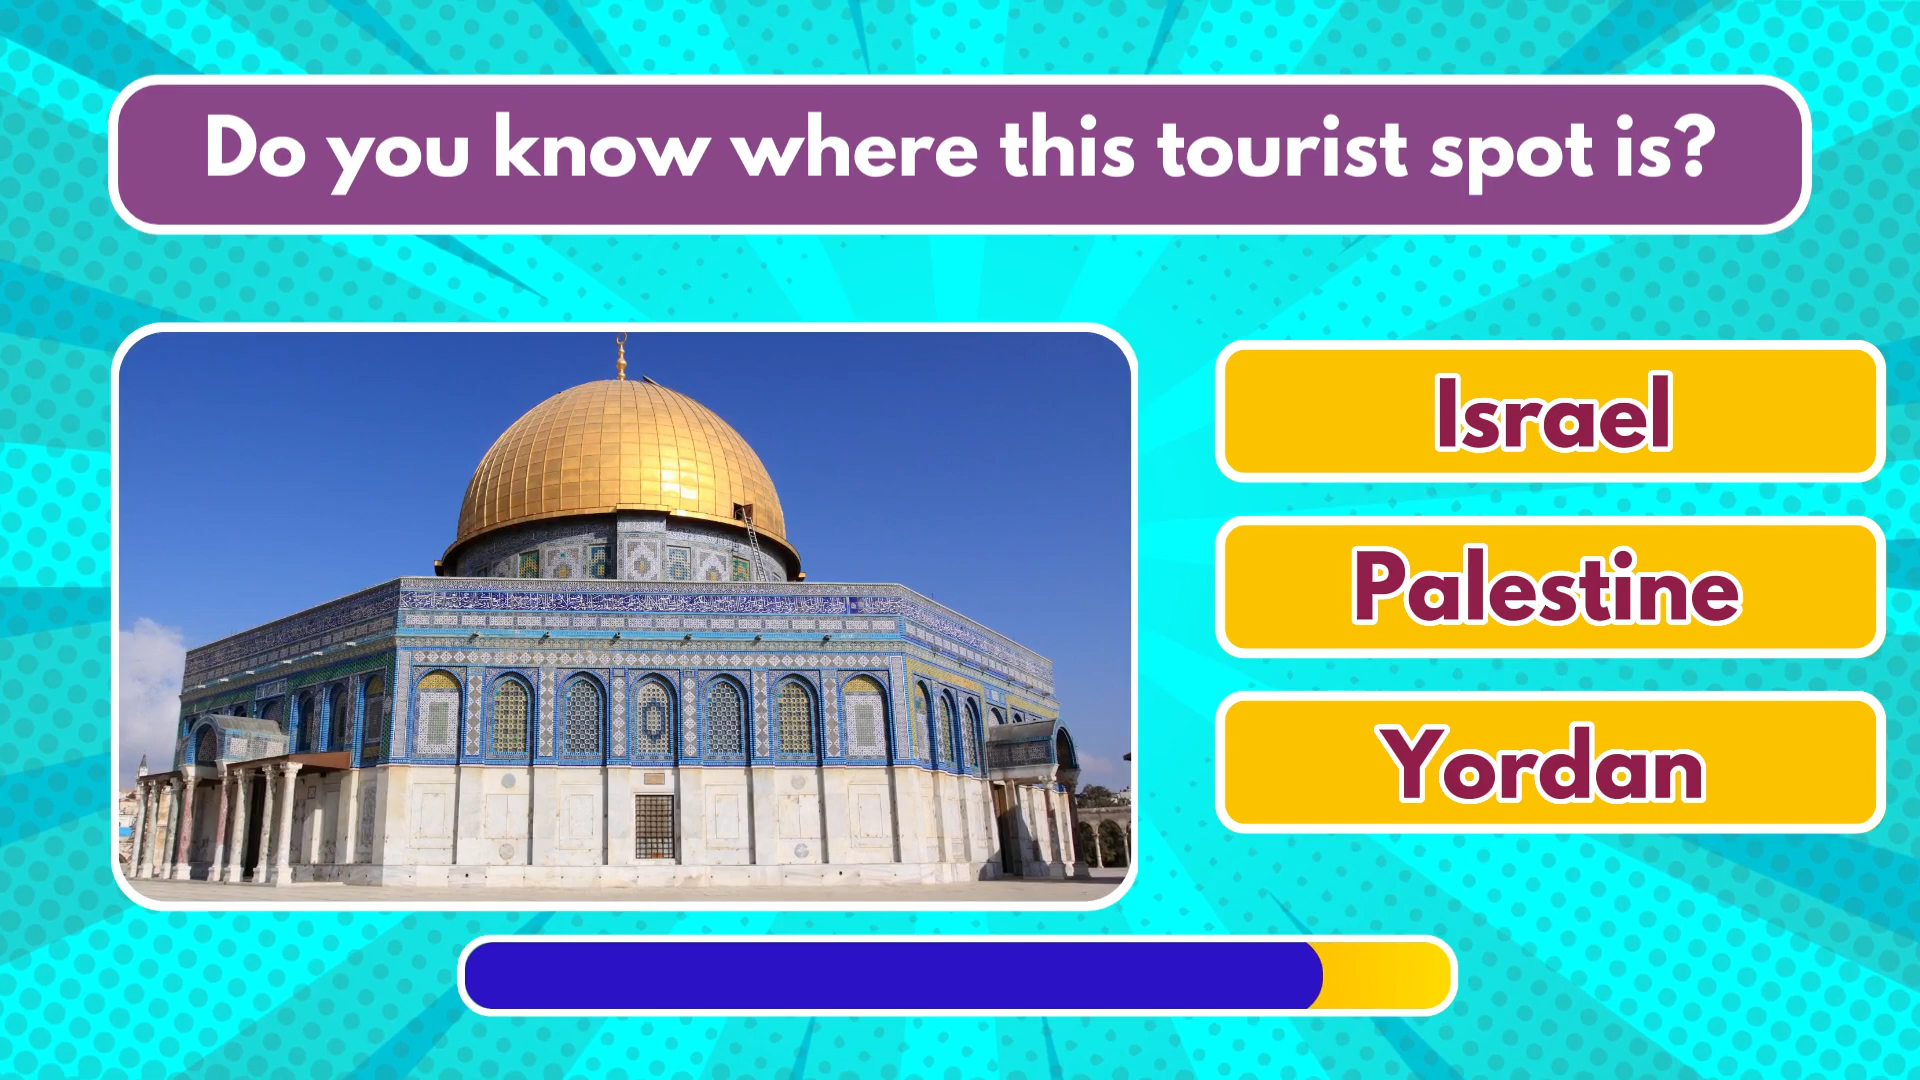 Do you know where this tourist spot is?
Israel
Palestine
Yordan